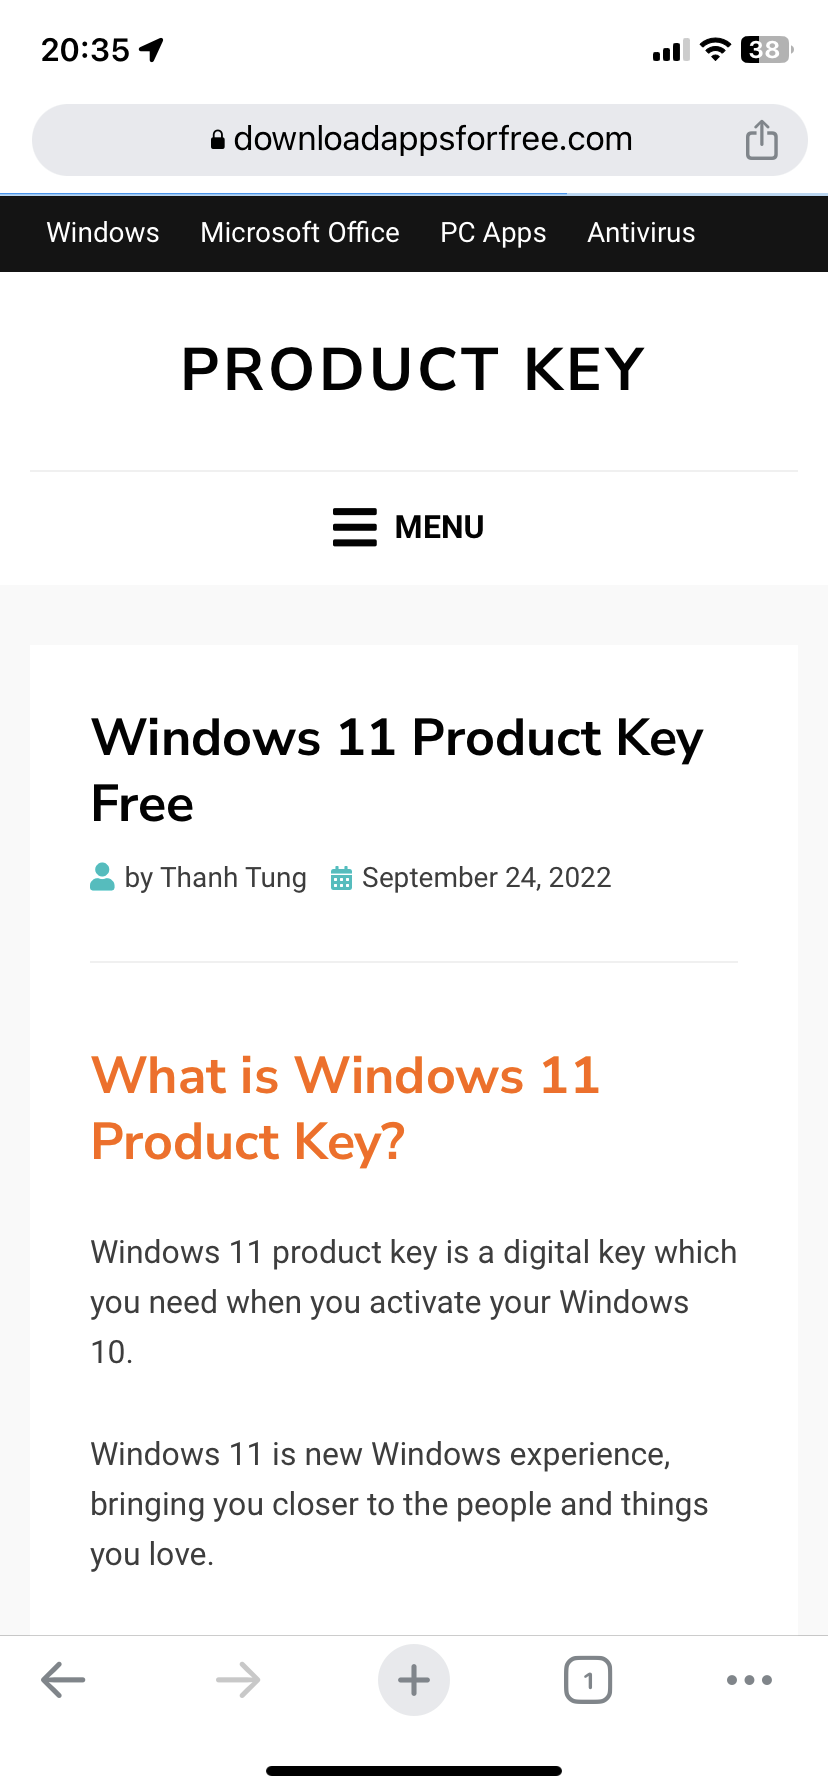 20:35
38
downloadappsforfree.com
Windows Microsoft Office PC Apps Antivirus
PRODUCT KEY
MENU
Windows 11 Product Key
Free
by Thanh Tung September 24, 2022
What is Windows 11
Product Key?
Windows 11 product key is a digital key which
you need when you activate your Windows
10.
Windows 11 is new Windows experience,
bringing you closer to the people and things
you love.
1